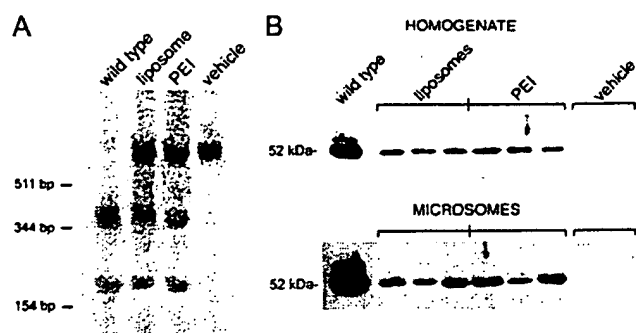 A
wild type
liposome
PEI
vehicle
511 bp
344 bp
154 bp
B
HOMOGENATE
wild type
liposomes
PEI
vehicle
52 kDa-
MICROSOMES
52 kDa-